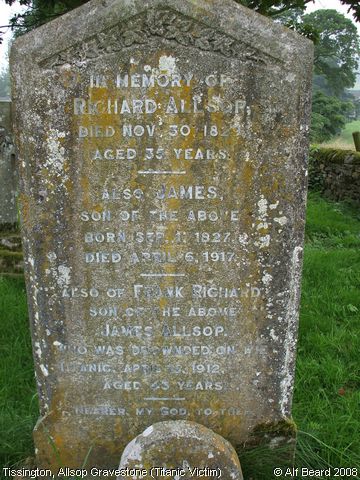 IN MEMORY OF
RICHARD ALLSOP,
DIED NOV. 30, 182
AGED 35 YEARS.
ALSO JAMES,
SON OF THE ABOVE
BORN SEP. 1, 1827,
DIED APRIL 6, 1917.
ALSO OF FRANK RICHARD
SON OF THE ABOVE
JAMES ALLSOP.
WHO WAS DROWNDED ON THE
TITANIC, APRIL 15, 1912,
AGED 43 YEARS.
NEARER, MY GOD, TO THEE
Tissington, Allsop Gravestone (Titanic Victim)
© Alf Beard 2008